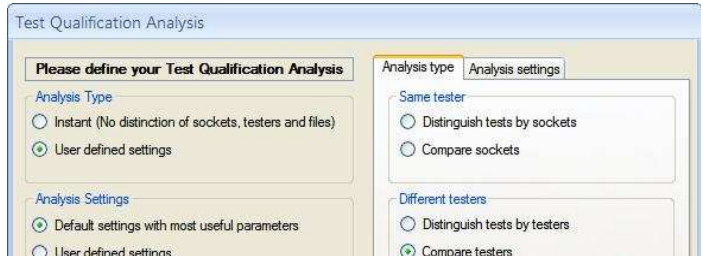 Test Qualification Analysis
Please define your Test Qualification Analysis
Analysis Type
Instant (No distinction of sockets, testers and files)
User defined settings
Analysis Settings
Default settings with most useful parameters
User defined settings
Analysis type
Analysis settings
Same tester
Distinguish tests by sockets
Compare sockets
Different testers
Distinguish tests by testers
Compare testers